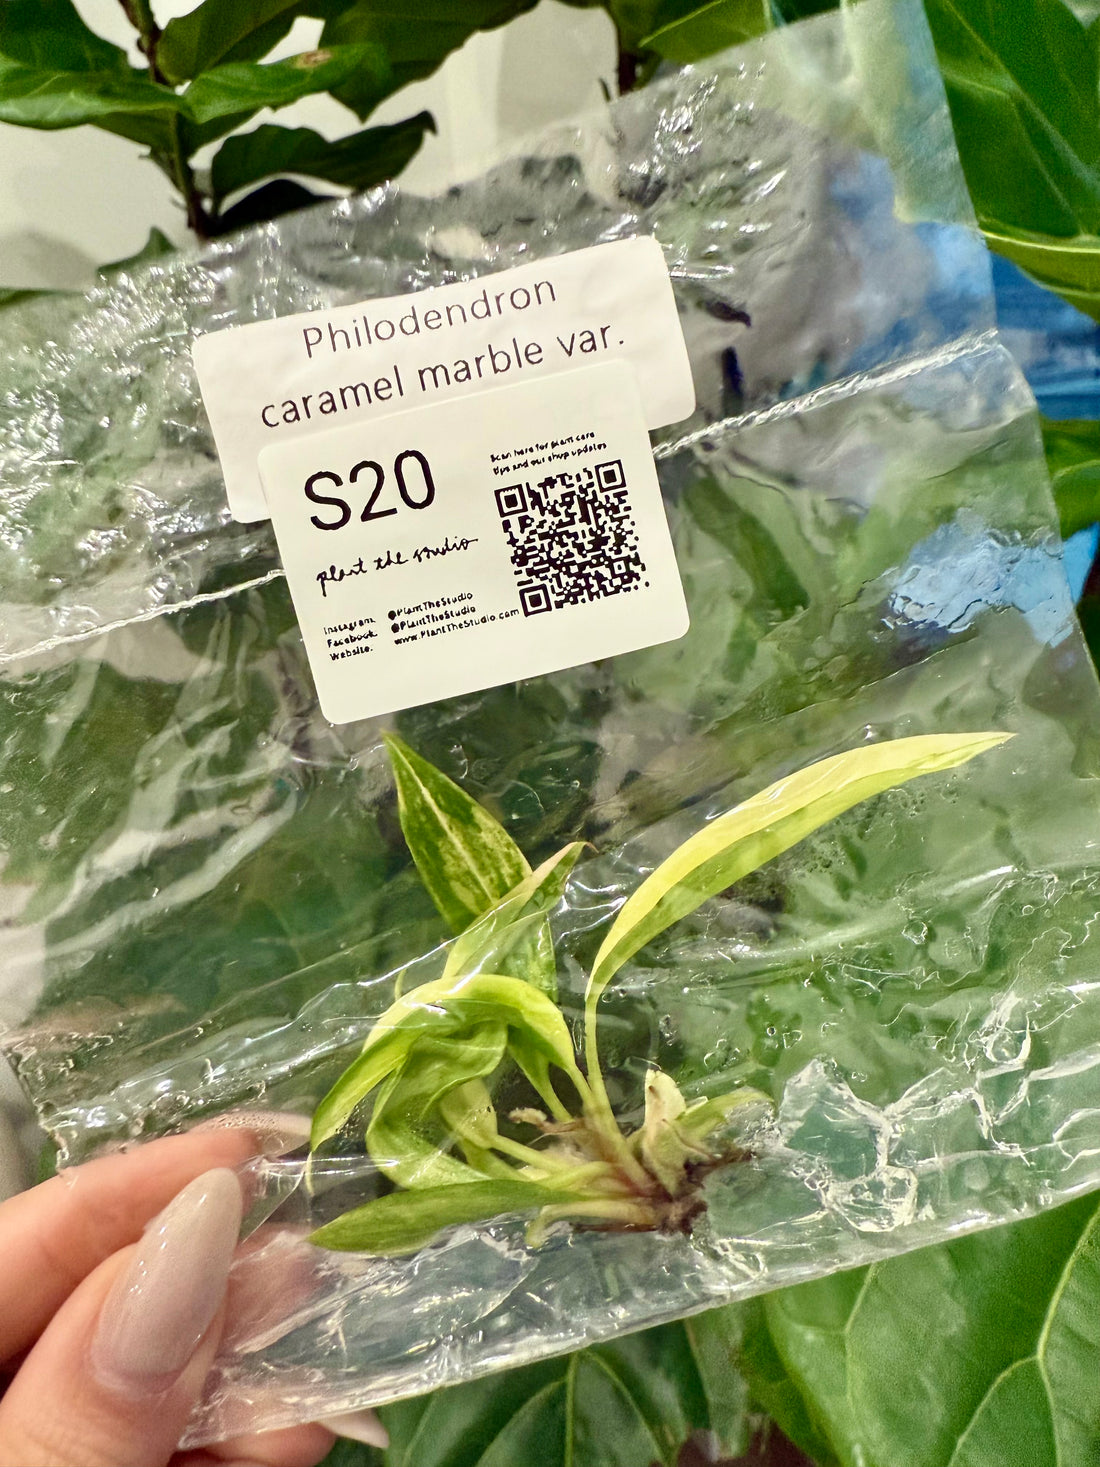 Philodendron
caramel marble var.
S20
Scan here for plant care
tips and our shop updates
plant the studio
Instagram. @PlantTheStudio
Facebook. @PlantTheStudio
Website. www.PlantTheStudio.com